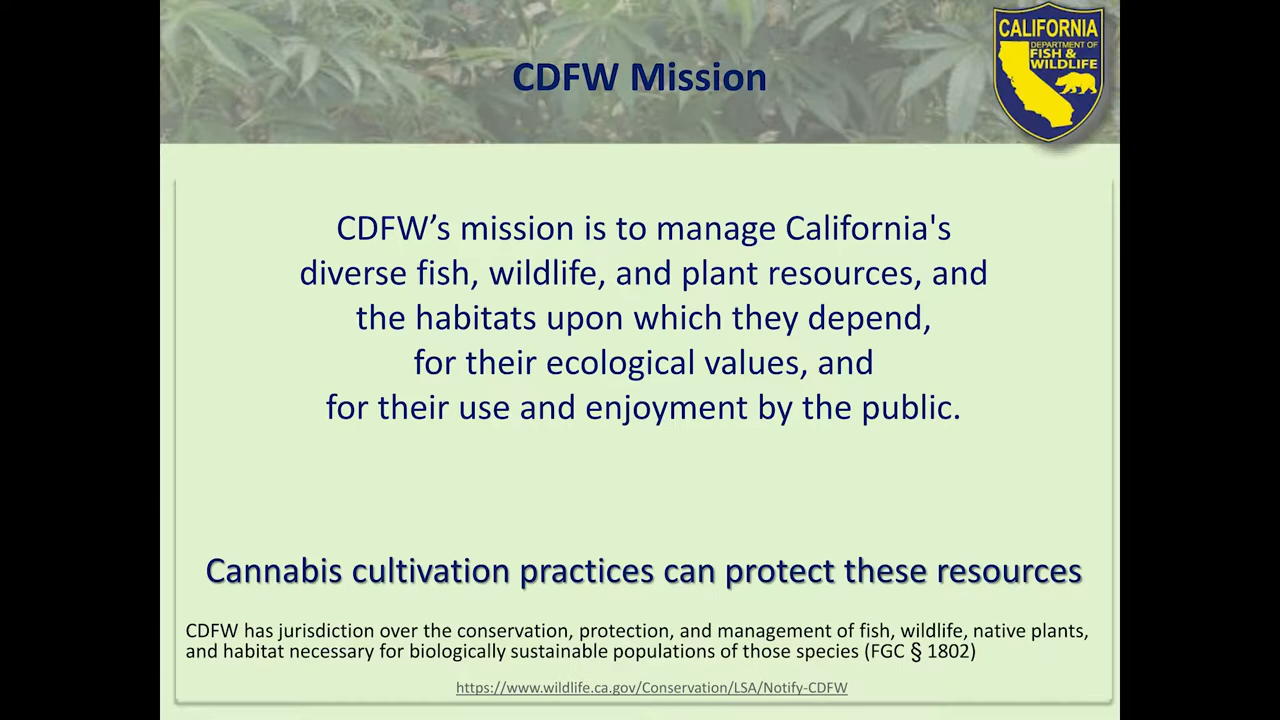 CALIFORNIA
DEPARTMENT OF
FISH &
WILDLIFE
CDFW Mission
CDFW’s mission is to manage California's
diverse fish, wildlife, and plant resources, and
the habitats upon which they depend,
for their ecological values, and
for their use and enjoyment by the public.
Cannabis cultivation practices can protect these resources
CDFW has jurisdiction over the conservation, protection, and management of fish, wildlife, native plants,
and habitat necessary for biologically sustainable populations of those species (FGC § 1802)
https://www.wildlife.ca.gov/Conservation/LSA/Notify-CDFW